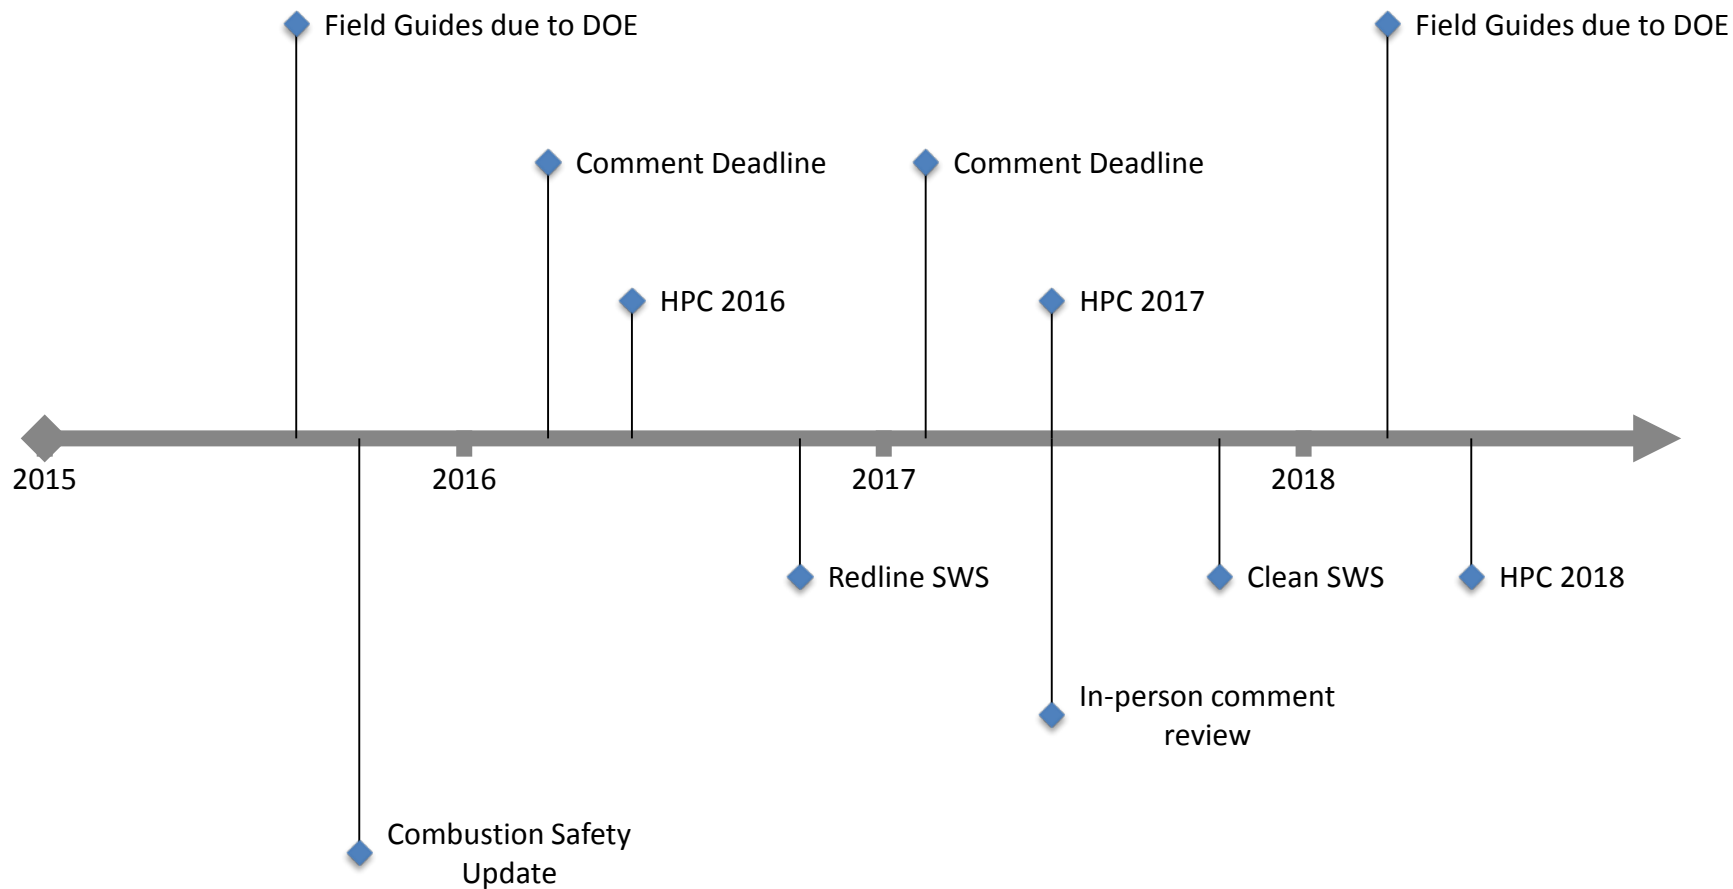 Field Guides due to DOE
Field Guides due to DOE
Comment Deadline
Comment Deadline
HPC 2016
HPC 2017
2015
2016
2017
2018
Redline SWS
Clean SWS
HPC 2018
In-person comment
review
Combustion Safety
Update